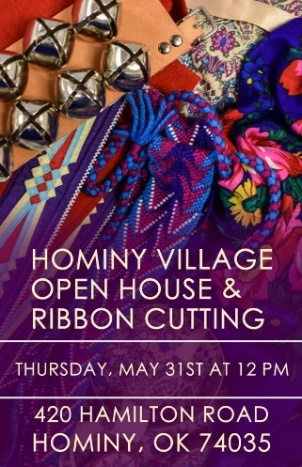 HOMINY VILLAGE
OPEN HOUSE &
RIBBON CUTTING
THURSDAY, MAY 31ST AT 12 PM
420 HAMILTON ROAD
HOMINY, OK 74035